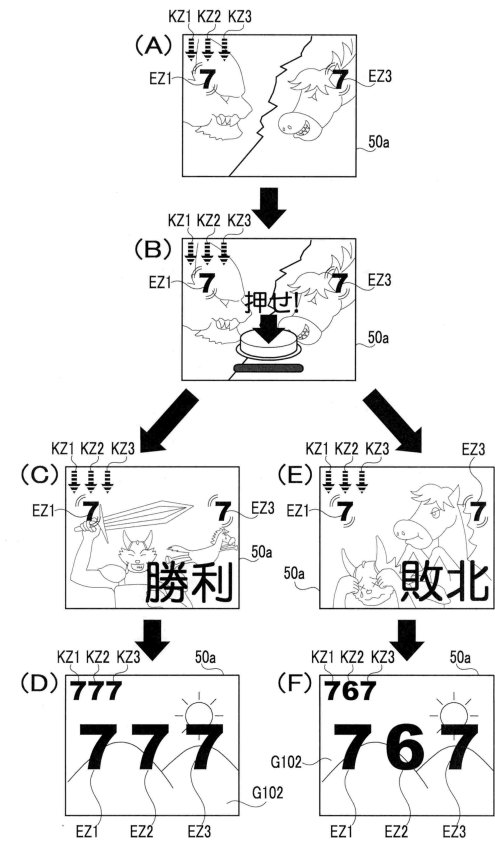 KZ1 KZ2 KZ3
(A)
EZ1 7 7 EZ3
50a
KZ1 KZ2 KZ3
(B)
EZ1 7 7 EZ3
押せ!
50a
KZ1 KZ2 KZ3
(C)
EZ1 7 7 EZ3
50a
勝利
KZ1 KZ2 KZ3 EZ3
(E)
EZ1 7 7
50a
敗北
KZ1 KZ2 KZ3 50a
(D)
777
777
G102
EZ1 EZ2 EZ3
KZ1 KZ2 KZ3 50a
(F)
767
G102
767
EZ1 EZ2 EZ3